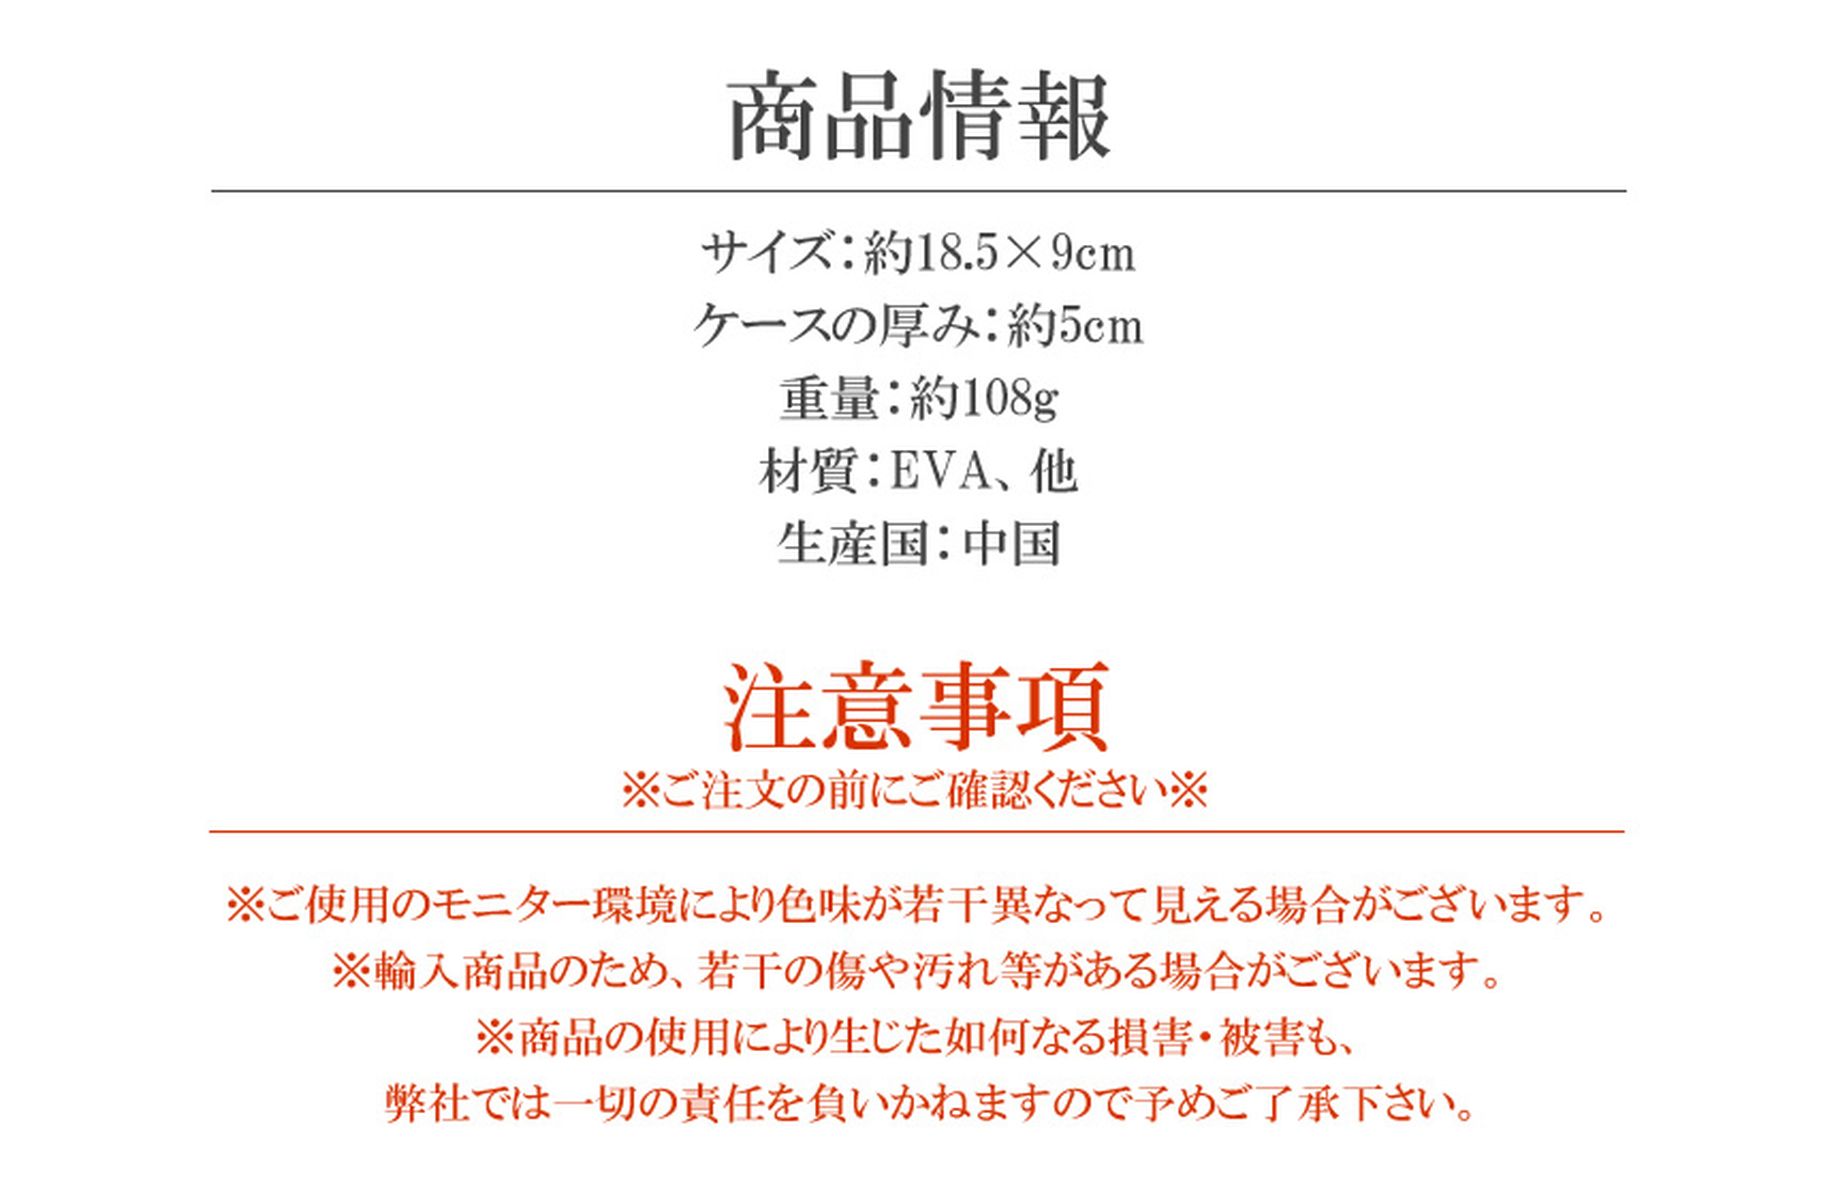 商品情報
サイズ：約18.5×9cm
ケースの厚み：約5cm
重量：約108g
材質：EVA、他
生産国：中国
注意事項
※ご注文の前にご確認ください※
※ご使用のモニター環境により色味が若干異なって見える場合がございます。
※輸入商品のため、若干の傷や汚れ等がある場合がございます。
※商品の使用により生じた如何なる損害・被害も、
弊社では一切の責任を負いかねますので予めご了承下さい。